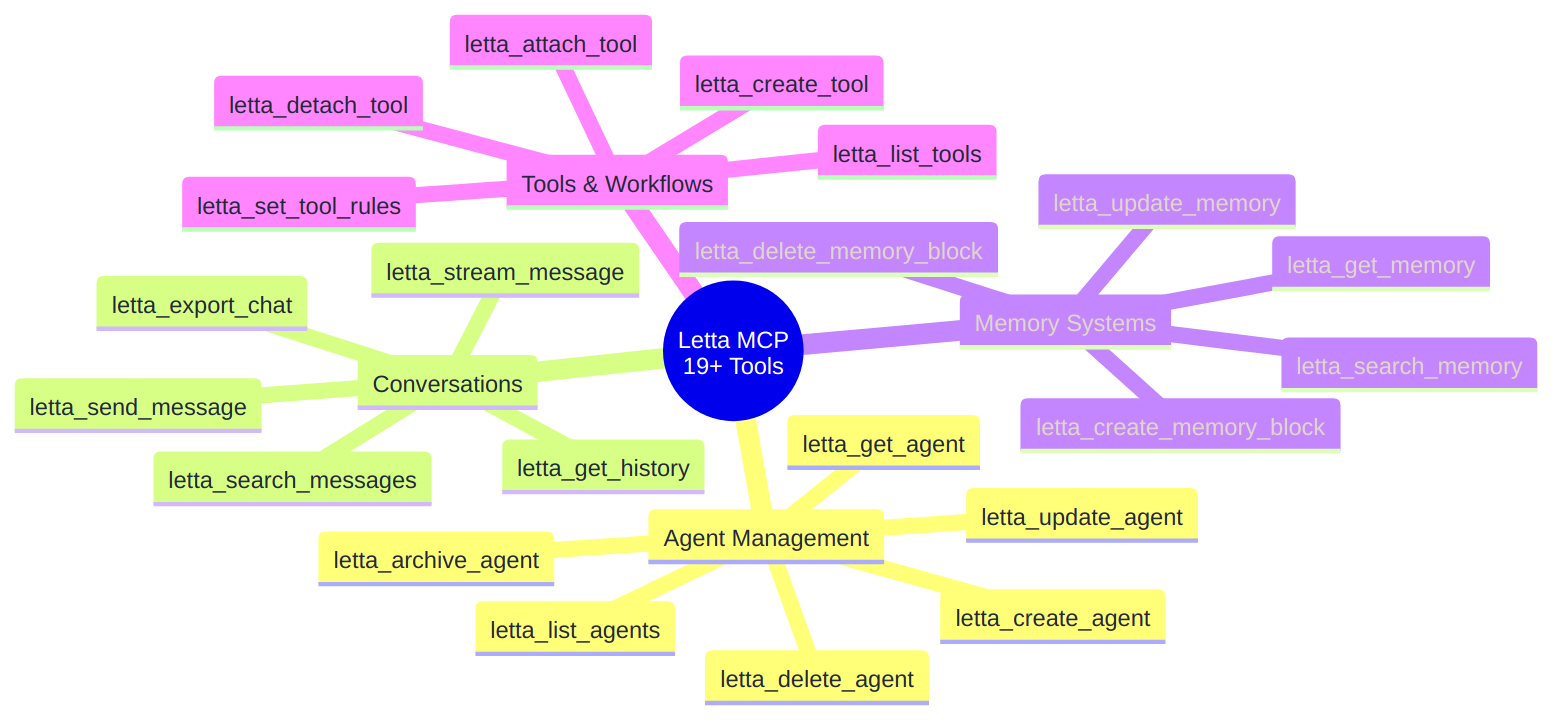 letta_attach_tool
letta_create_tool
letta_detach_tool
letta_list_tools
Tools & Workflows
letta_set_tool_rules
letta_update_memory
letta_delete_memory_block
letta_get_memory
Memory Systems
letta_search_memory
letta_create_memory_block
letta_stream_message
letta_export_chat
Conversations
letta_send_message
letta_search_messages
letta_get_history
Letta MCP
19+ Tools
letta_get_agent
letta_update_agent
Agent Management
letta_archive_agent
letta_create_agent
letta_list_agents
letta_delete_agent